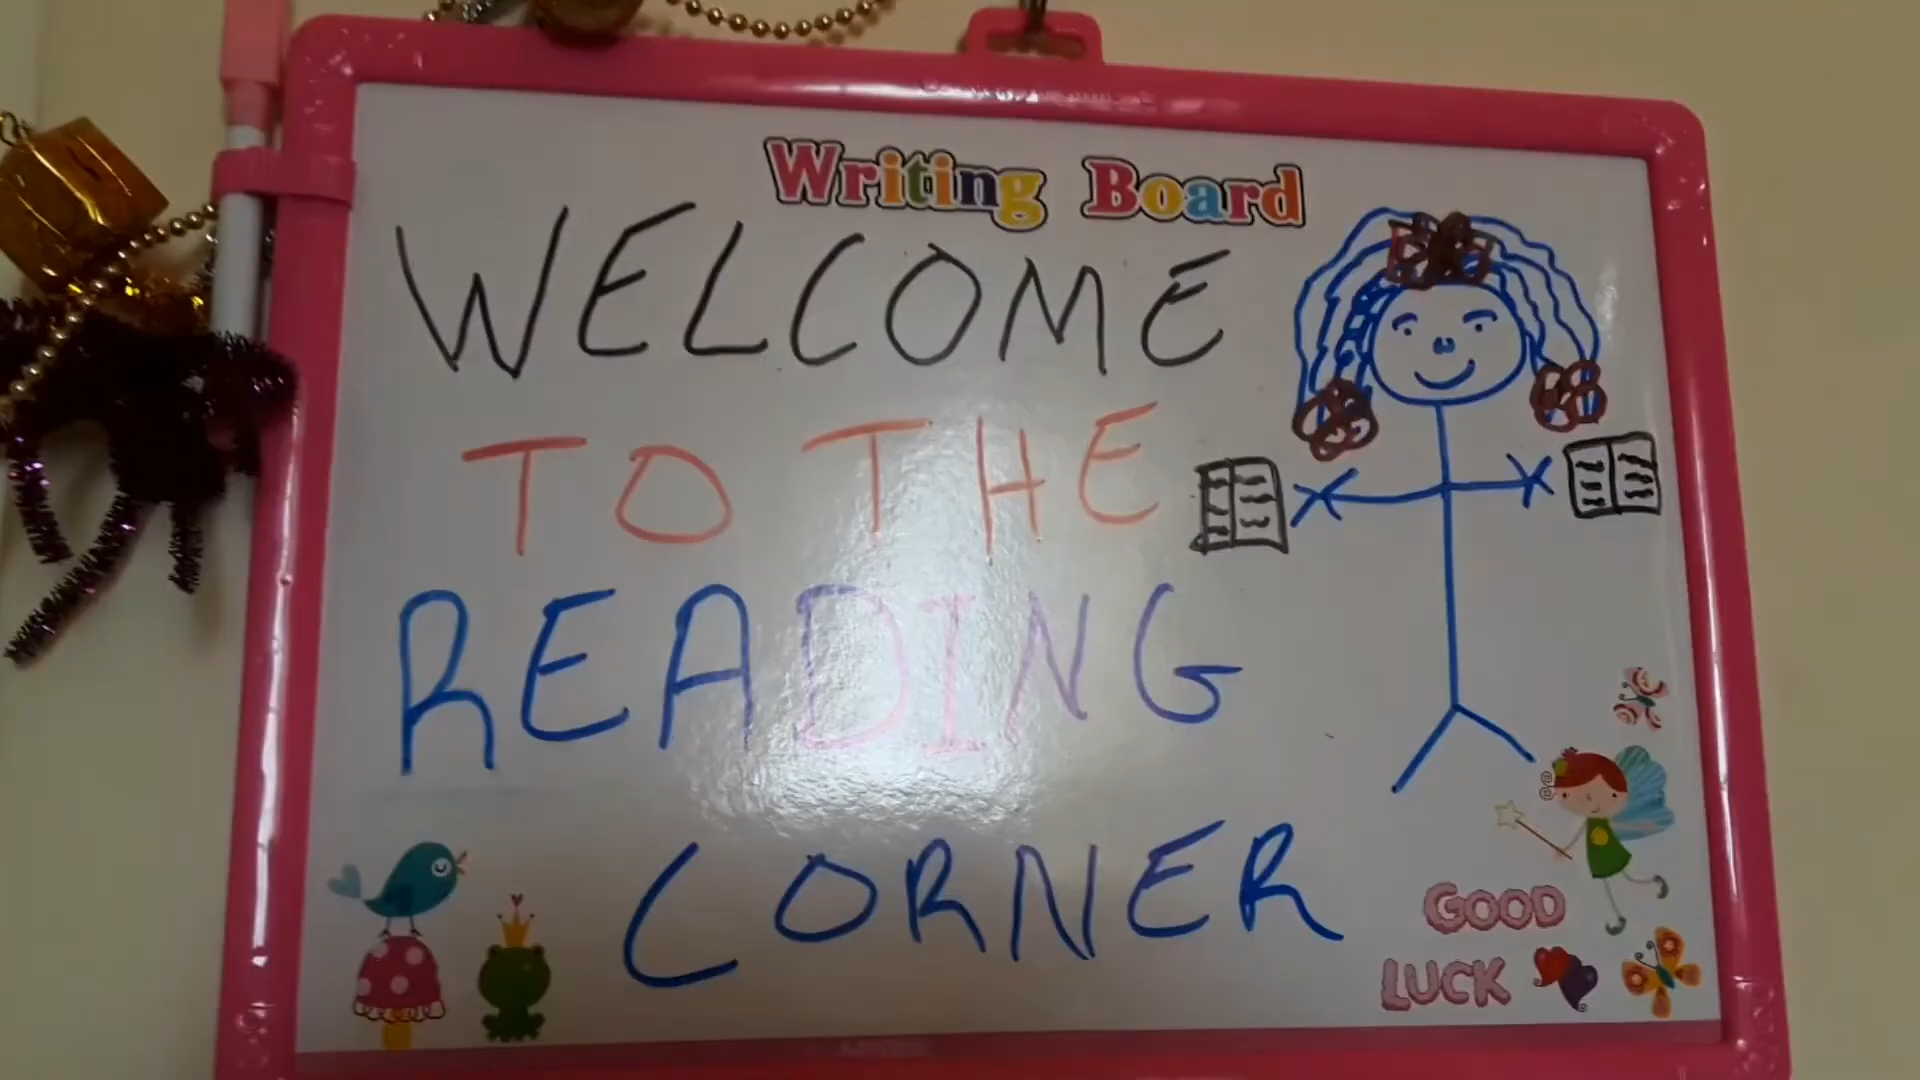 Writing Board
WELCOME
TO THE
READING
CORNER
GOOD
LUCK